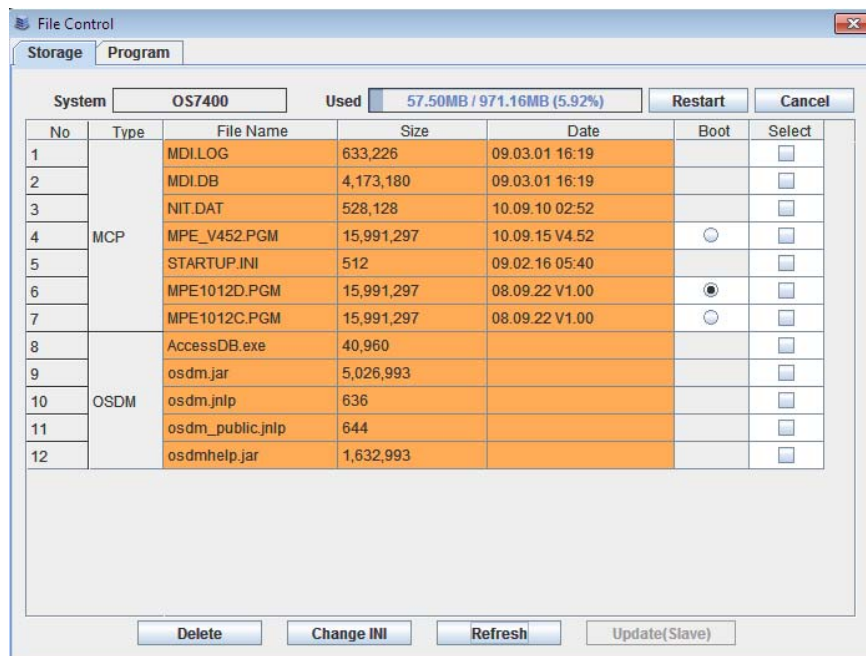 File Control
Storage Program
System OS7400 Used 57.50MB / 971.16MB (5.92%) Restart Cancel
No Type File Name Size Date Boot Select
1 MDI.LOG 633,226 09.03.01 16:19
2 MDI.DB 4,173,180 09.03.01 16:19
3 NIT.DAT 528,128 10.09.10 02:52
4 MCP MPE_V452.PGM 15,991,297 10.09.15 V4.52
5 STARTUP.INI 512 09.02.16 05:40
6 MPE1012D.PGM 15,991,297 08.09.22 V1.00
7 MPE1012C.PGM 15,991,297 08.09.22 V1.00
8 AccessDB.exe 40,960
9 osdm.jar 5,026,993
10 OSDM osdm.jnlp 636
11 osdm_public.jnlp 644
12 osdmhelp.jar 1,632,993
Delete Change INI Refresh Update(Slave)